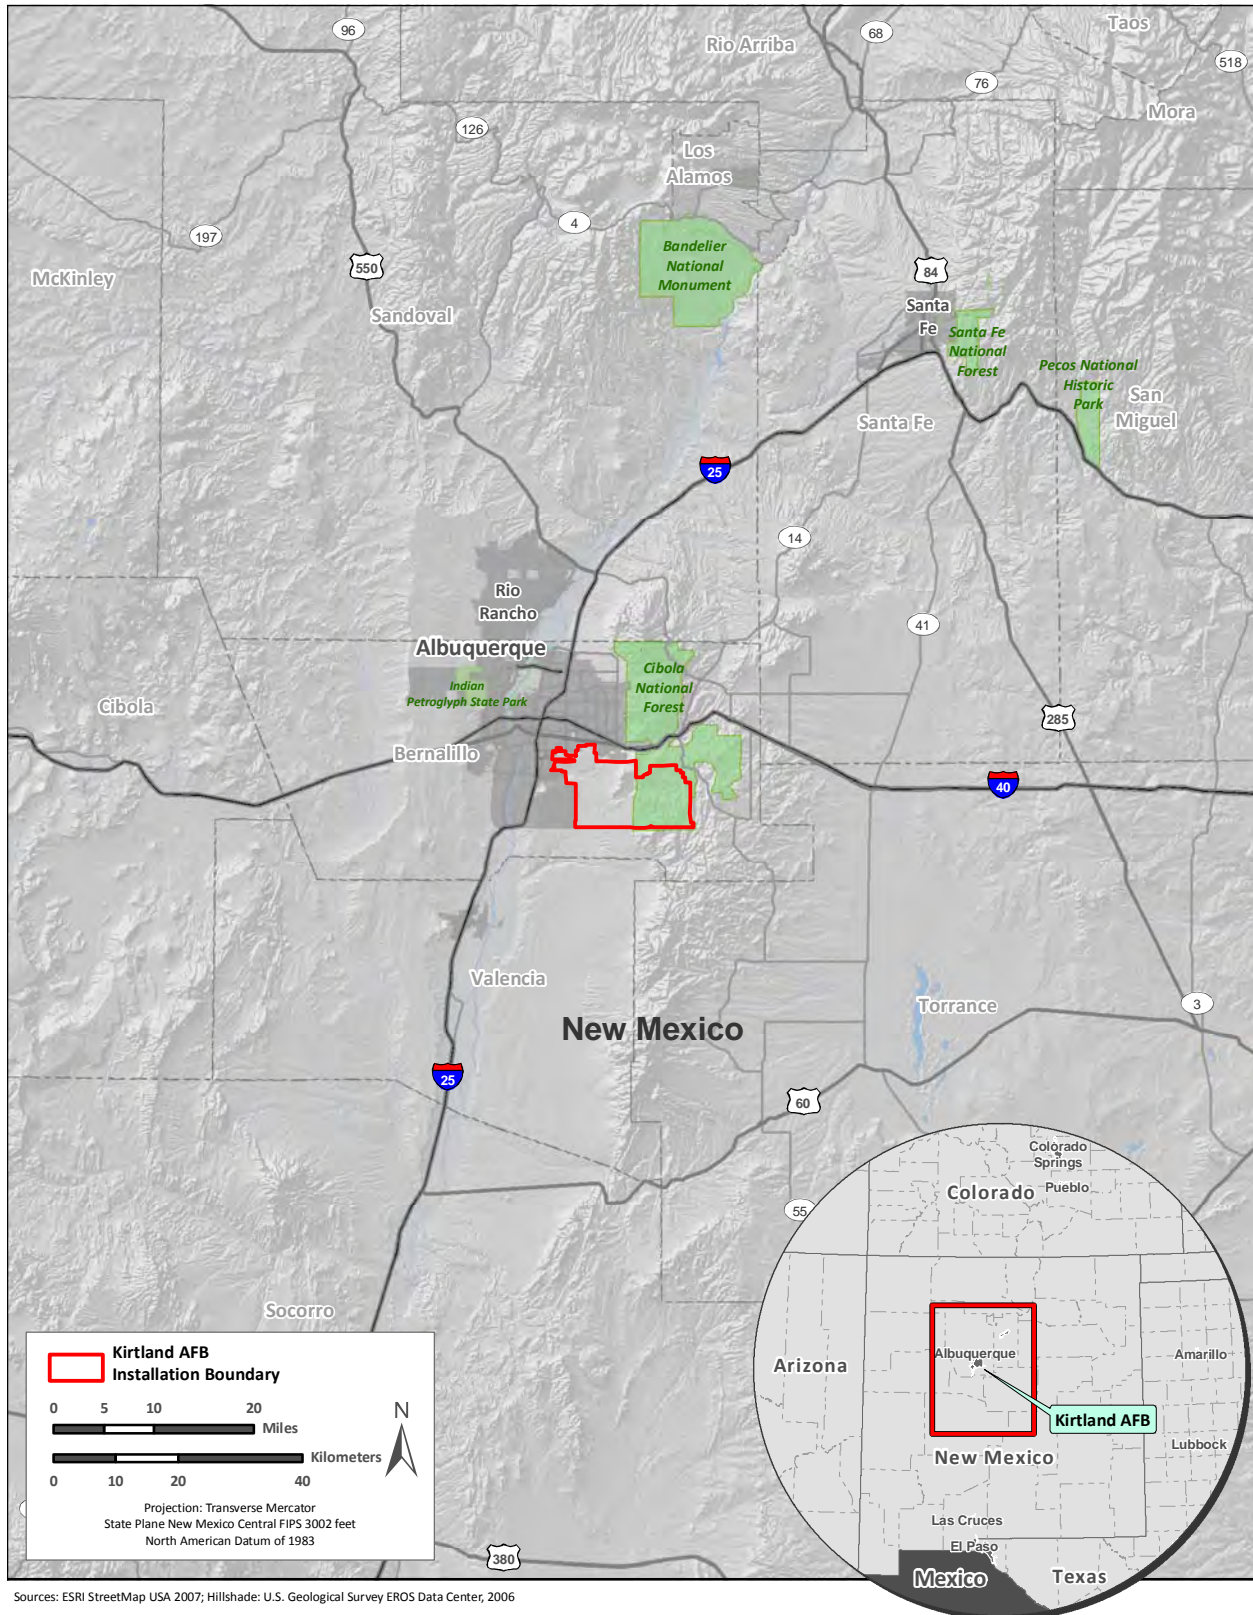 96
68
Taos
Rio Arriba
518
76
Mora
126
Los
Alamos
4
197
Bandelier
National
Monument
McKinley
550
84
Santa
Fe
Sandoval
Santa Fe
National
Forest
Pecos National
Historic
Park
San
Miguel
Santa Fe
25
14
Rio
Rancho
41
Albuquerque
Cibola
National
Forest
Indian
Petroglyph State Park
Cibola
285
Bernalillo
40
Valencia
Torrance
3
New Mexico
25
60
55
Socorro
380
Kirtland AFB
Installation Boundary
0 5 10 20
Miles
Kilometers
0 10 20 40
N
Projection: Transverse Mercator
State Plane New Mexico Central FIPS 3002 feet
North American Datum of 1983
Colorado
Springs
Colorado
Pueblo
Albuquerque
Arizona
Amarillo
Kirtland AFB
Lubbock
New Mexico
Las Cruces
El Paso
Mexico
Texas
Sources: ESRI StreetMap USA 2007; Hillshade: U.S. Geological Survey EROS Data Center, 2006